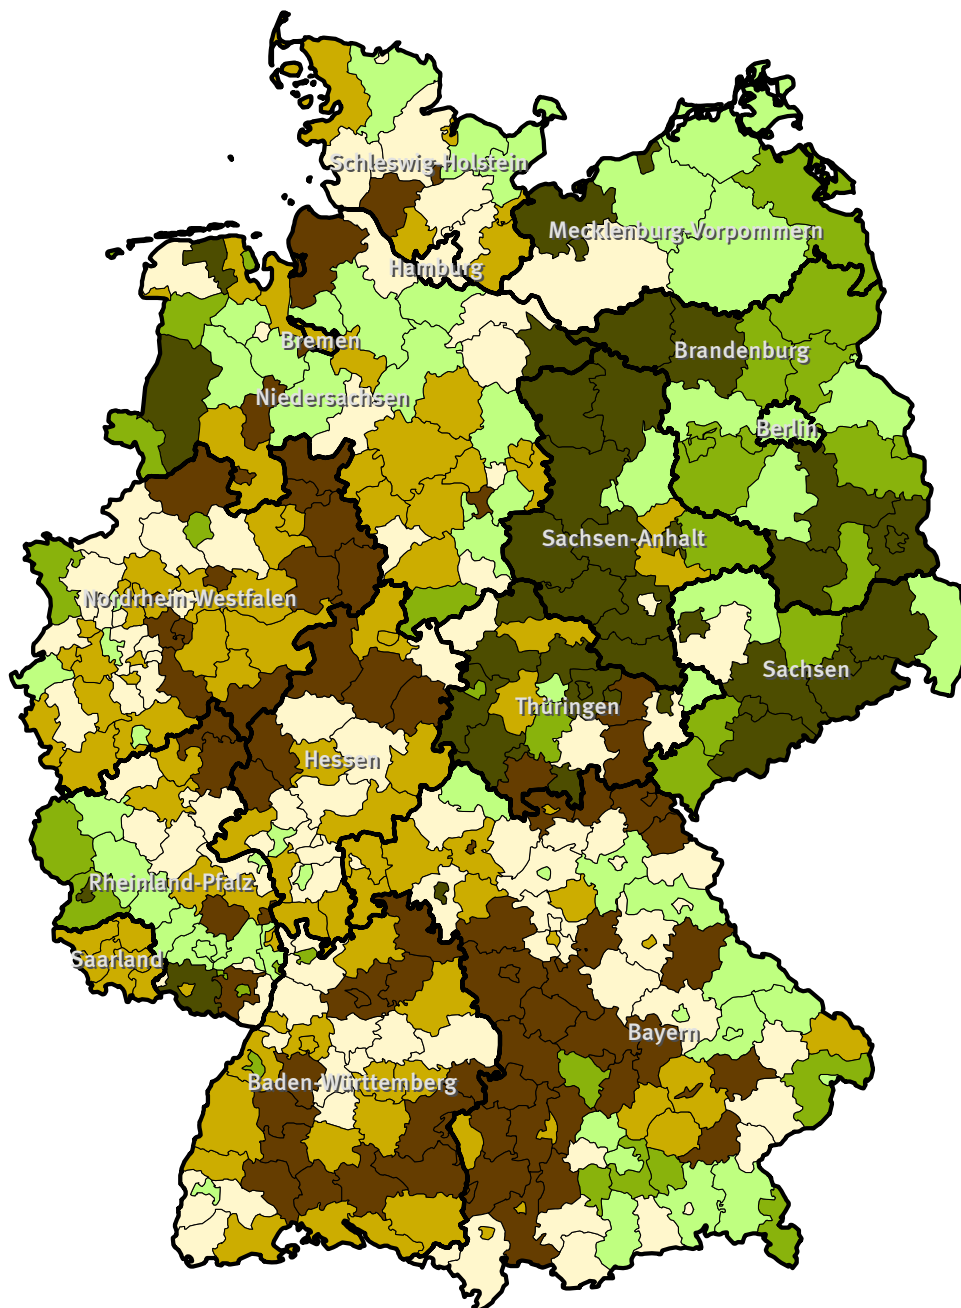 Schleswig-Holstein
Mecklenburg-Vorpommern
Hamburg
Bremen
Brandenburg
Niedersachsen
Berlin
Sachsen-Anhalt
Nordrhein-Westfalen
Sachsen
Thüringen
Hessen
Rheinland-Pfalz
Saarland
Bayern
Baden-Württemberg